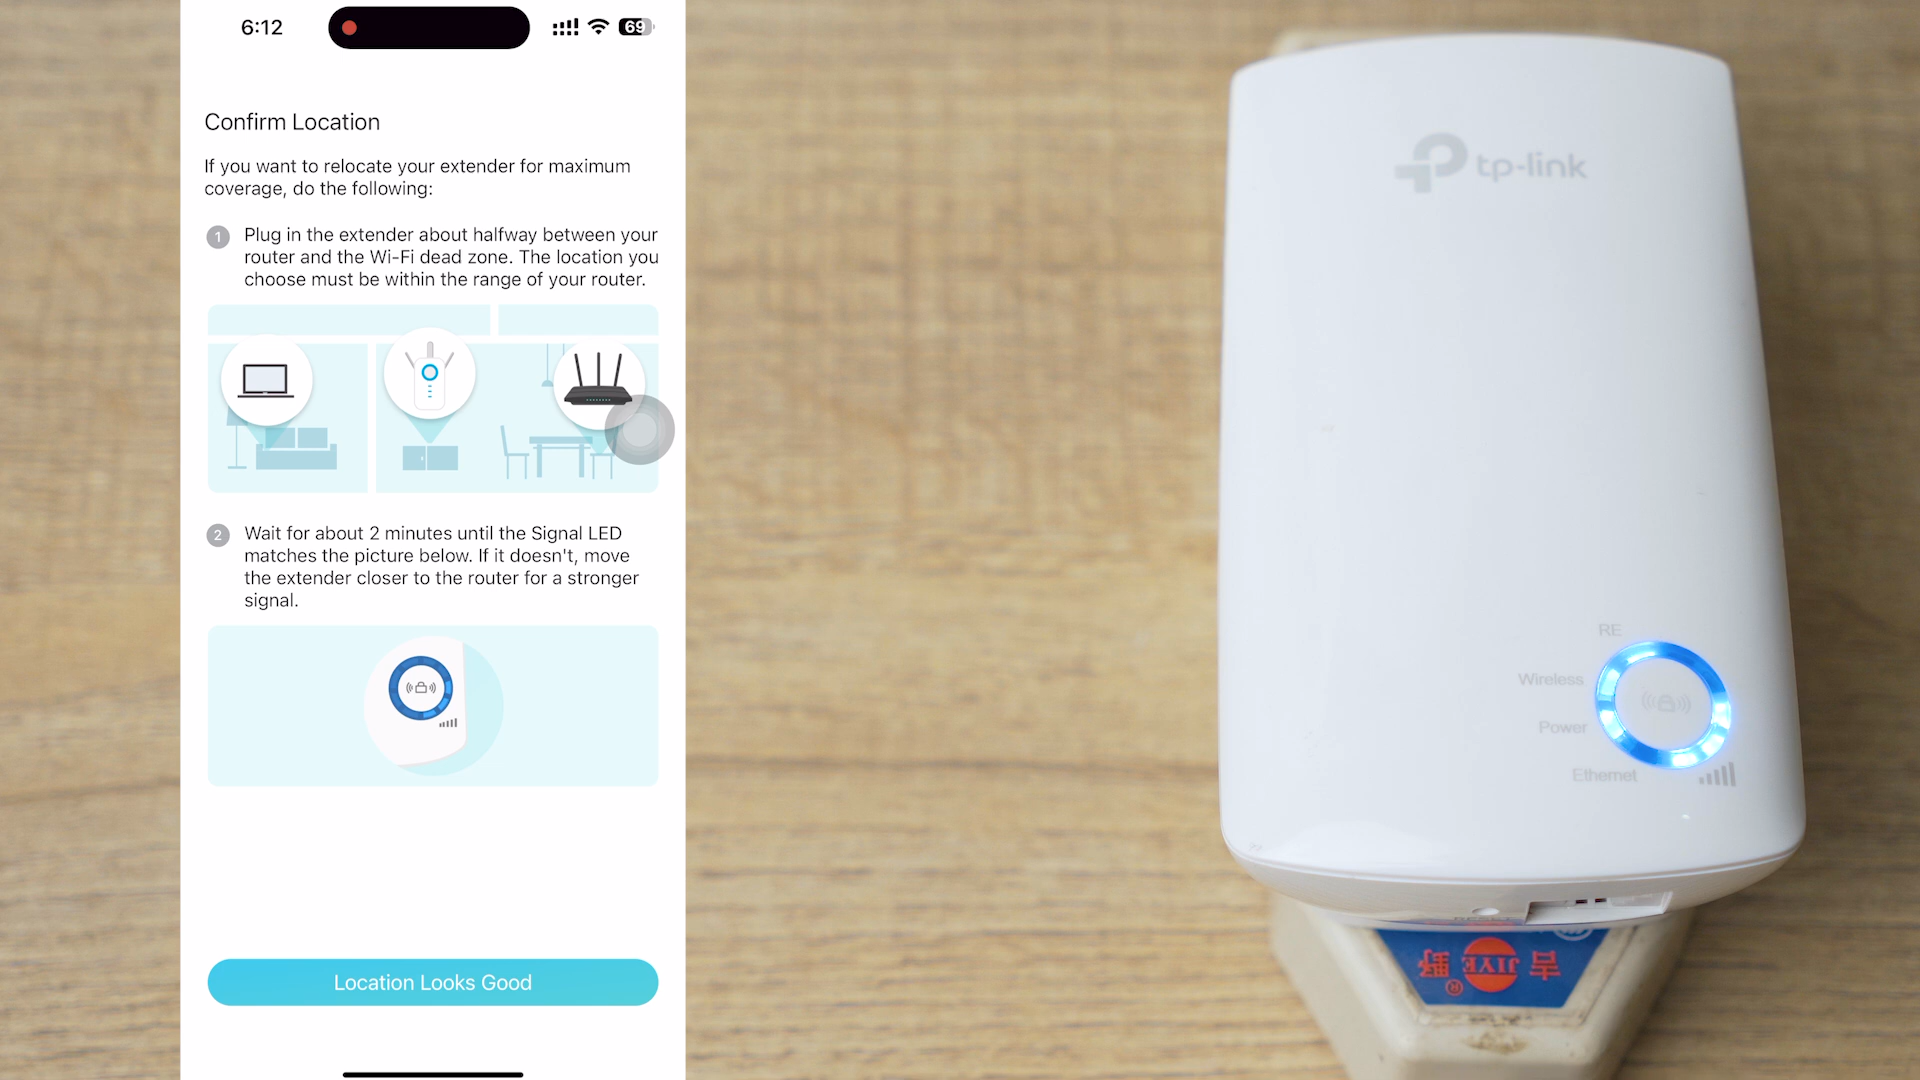 6:12
69
Confirm Location
If you want to relocate your extender for maximum
coverage, do the following:
1
Plug in the extender about halfway between your
router and the Wi-Fi dead zone. The location you
choose must be within the range of your router.
2
Wait for about 2 minutes until the Signal LED
matches the picture below. If it doesn't, move
the extender closer to the router for a stronger
signal.
Location Looks Good
tp-link
RE
Wireless
Power
Ethernet
RESET
吉 JIYE 野
®